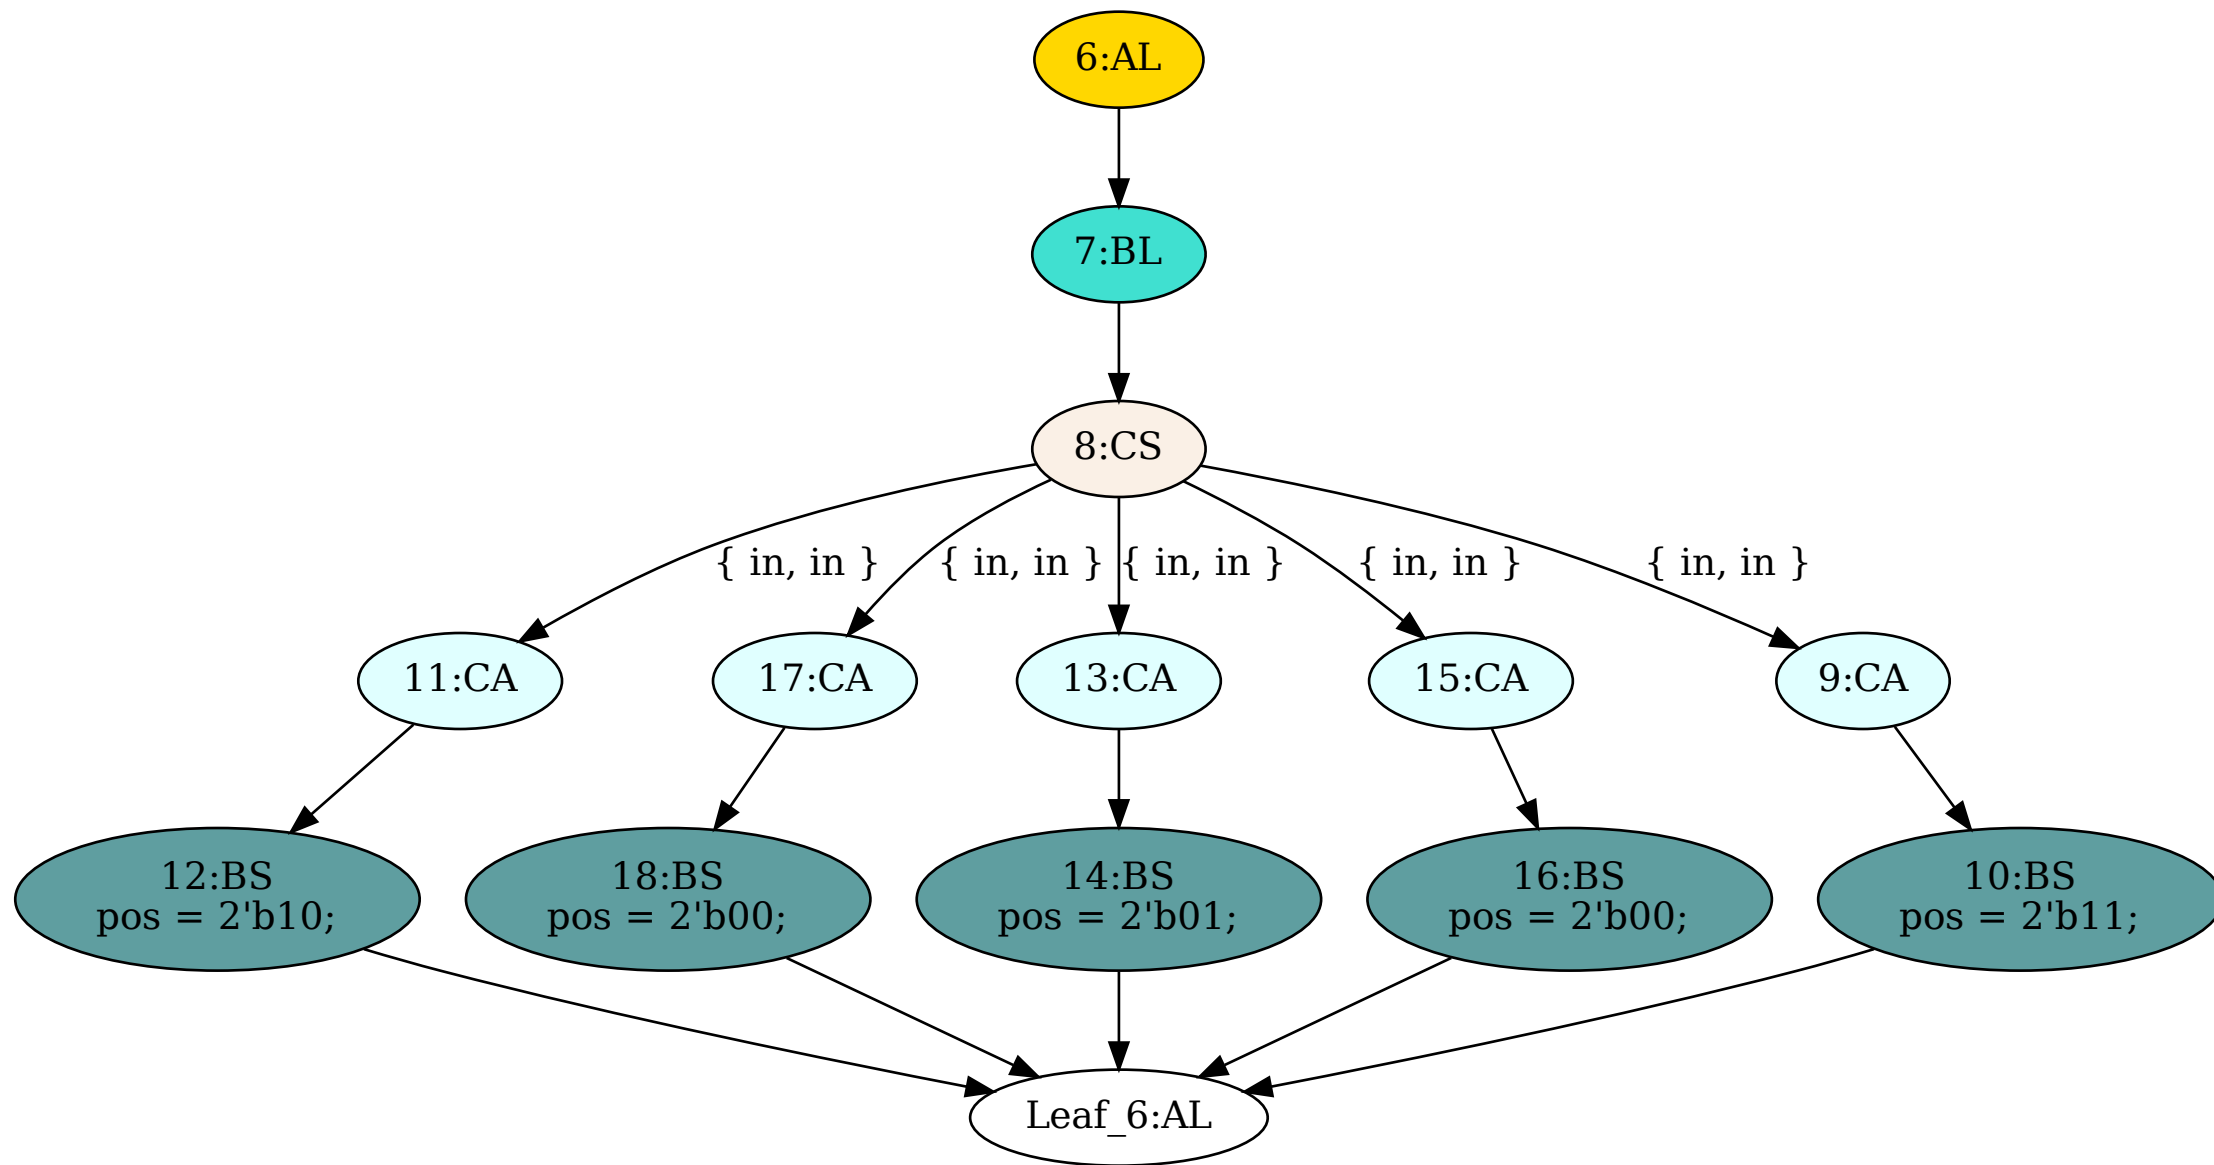 6:AL
7:BL
8:CS
{ in, in }
{ in, in }
{ in, in }
{ in, in }
{ in, in }
11:CA
17:CA
13:CA
15:CA
9:CA
12:BS
pos = 2'b10;
18:BS
pos = 2'b00;
14:BS
pos = 2'b01;
16:BS
pos = 2'b00;
10:BS
pos = 2'b11;
Leaf_6:AL